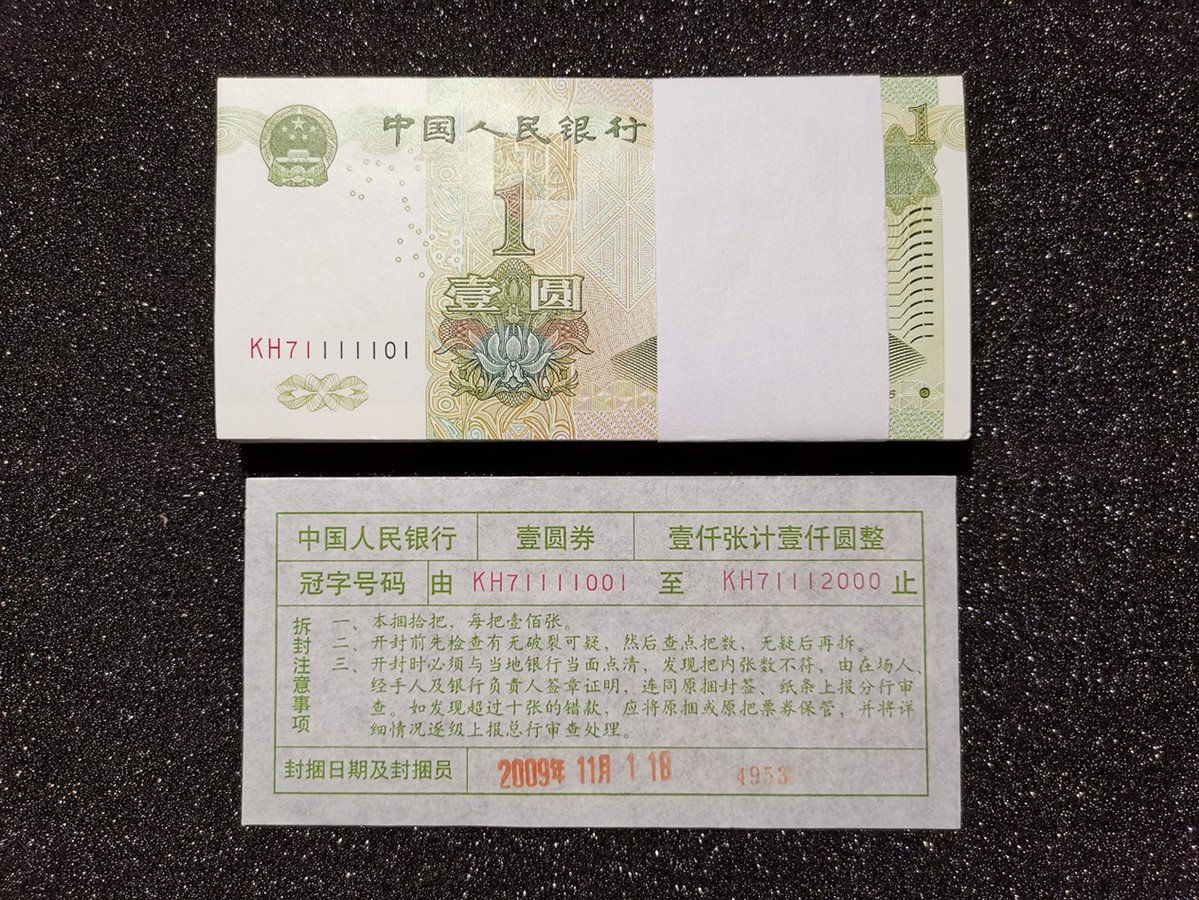 中国人民银行
1
1
壹圆
KH71111101
中国人民银行 壹圆券 壹仟张计壹仟圆整
冠字号码 由 KH71111001 至 KH71112000 止
拆封注意事项
一、本捆拾把，每把壹佰张。
二、开封前先检查有无破裂可疑，然后查点把数，无疑后再拆。
三、开封时必须与当地银行当面点清，发现把内张数不符，由在场人、
经手人及银行负责人签章证明，连同原捆封签、纸条上报分行审
查。如发现超过十张的错款，应将原捆或原把票券保管，并将详
细情况逐级上报总行审查处理。
封捆日期及封捆员 2009年 11月 1 18 4953